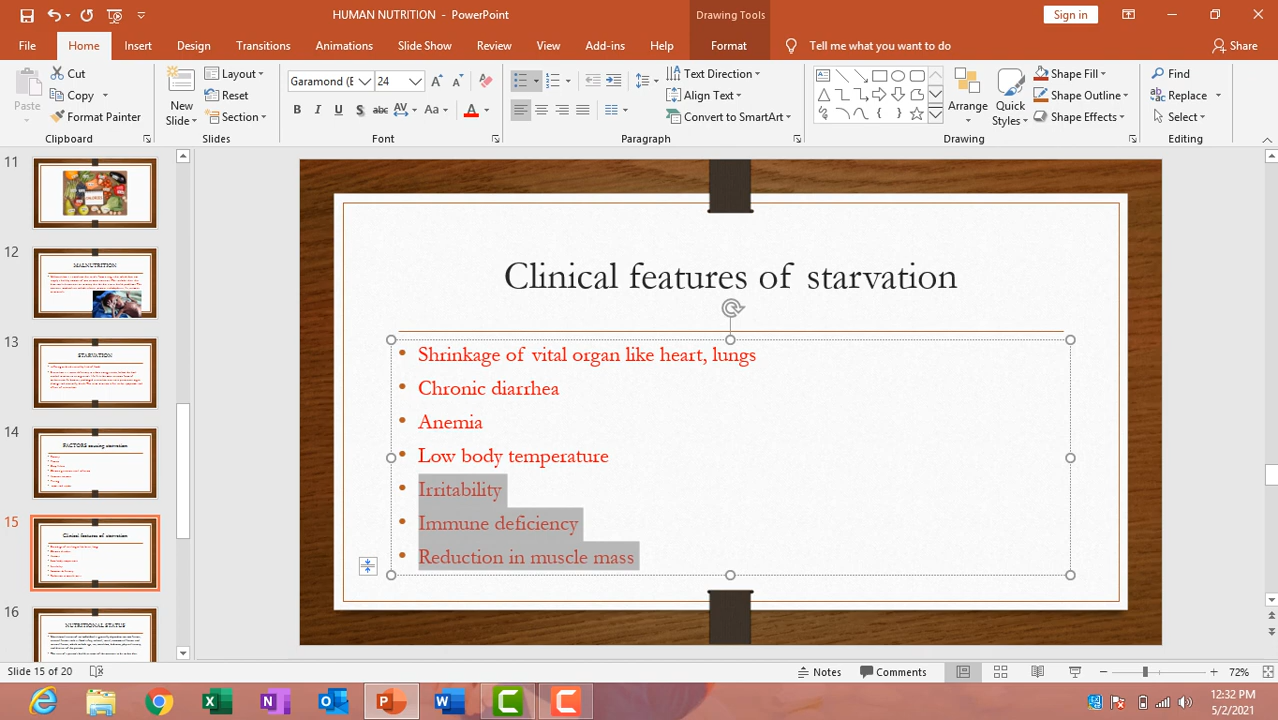 HUMAN NUTRITION - PowerPoint
Drawing Tools
Sign in
File Home Insert Design Transitions Animations Slide Show Review View Add-ins Help Format Tell me what you want to do Share
Paste
Cut
Copy
Format Painter
Clipboard
New Slide
Layout
Reset
Section
Slides
Garamond (E 24
B I U S abc AV Aa A
Font
Text Direction
Align Text
Convert to SmartArt
Paragraph
Arrange
Quick Styles
Shape Fill
Shape Outline
Shape Effects
Drawing
Find
Replace
Select
Editing
11
12
MALNUTRITION
13
STARVATION
14
FACTORS causing starvation
15
Clinical features of starvation
16
NUTRITIONAL STATUS
Clinical features of starvation
• Shrinkage of vital organ like heart, lungs
• Chronic diarrhea
• Anemia
• Low body temperature
• Irritability
• Immune deficiency
• Reduction in muscle mass
Slide 15 of 20
Notes
Comments
72%
12:32 PM
5/2/2021